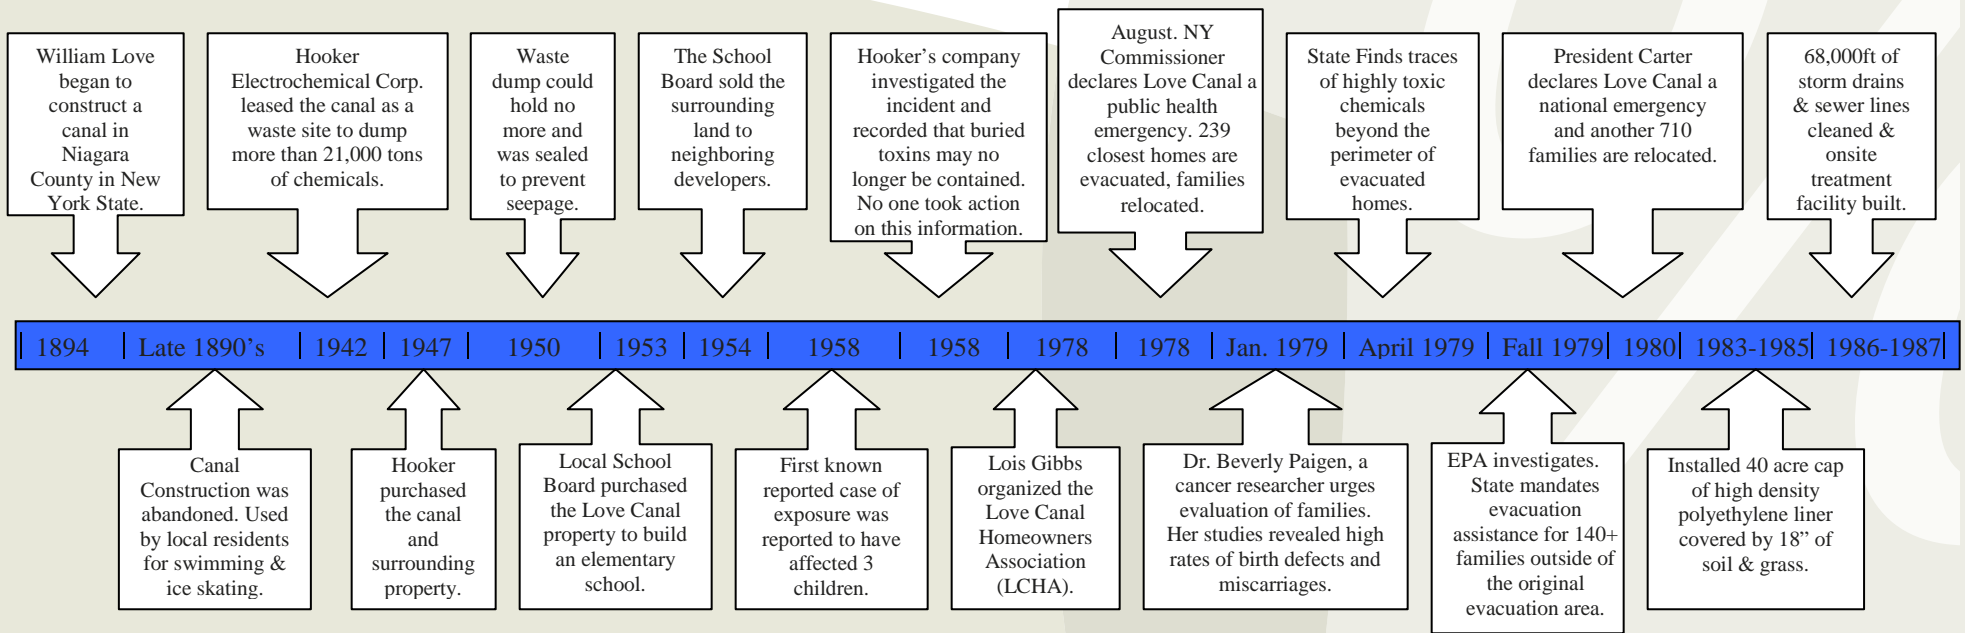 William Love
began to
construct a
canal in
Niagara
County in New
York State.
Hooker
Electrochemical Corp.
leased the canal as a
waste site to dump
more than 21,000 tons
of chemicals.
Waste
dump could
hold no
more and
was sealed
to prevent
seepage.
The School
Board sold the
surrounding
land to
neighboring
developers.
Hooker's company
investigated the
incident and
recorded that buried
toxins may no
longer be contained.
No one took action
on this information.
August. NY
Commissioner
declares Love Canal a
public health
emergency. 239
closest homes are
evacuated, families
relocated.
State Finds traces
of highly toxic
chemicals
beyond the
perimeter of
evacuated
homes.
President Carter
declares Love Canal a
national emergency
and another 710
families are relocated.
68,000ft of
storm drains
& sewer lines
cleaned &
onsite
treatment
facility built.
1894 | Late 1890's | 1942 | 1947 | 1950 | 1953 | 1954 | 1958 | 1958 | 1978 | 1978 | Jan. 1979 | April 1979 | Fall 1979 | 1980 | 1983-1985 | 1986-1987
Canal
Construction was
abandoned. Used
by local residents
for swimming &
ice skating.
Hooker
purchased
the canal
and
surrounding
property.
Local School
Board purchased
the Love Canal
property to build
an elementary
school.
First known
reported case of
exposure was
reported to have
affected 3
children.
Lois Gibbs
organized the
Love Canal
Homeowners
Association
(LCHA).
Dr. Beverly Paigen, a
cancer researcher urges
evaluation of families.
Her studies revealed high
rates of birth defects and
miscarriages.
EPA investigates.
State mandates
evacuation
assistance for 140+
families outside of
the original
evacuation area.
Installed 40 acre cap
of high density
polyethylene liner
covered by 18" of
soil & grass.